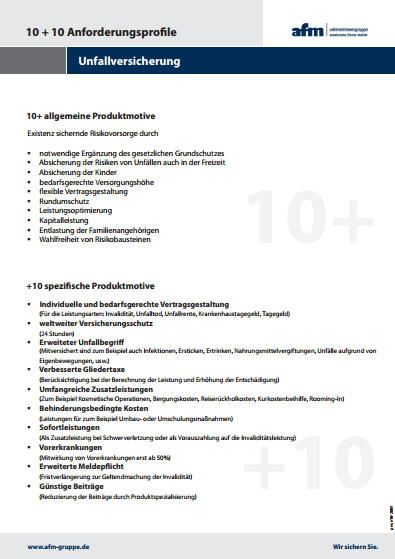 10 + 10 Anforderungsprofile
afm
unternehmensgruppe
assekuranz finanz makler
Unfallversicherung
10+ allgemeine Produktmotive
Existenz sichernde Risikovorsorge durch
▪ notwendige Ergänzung des gesetzlichen Grundschutzes
▪ Absicherung der Risiken von Unfällen auch in der Freizeit
▪ Absicherung der Kinder
▪ bedarfsgerechte Versorgungshöhe
▪ flexible Vertragsgestaltung
▪ Rundumschutz
▪ Leistungsoptimierung
▪ Kapitalleistung
▪ Entlastung der Familienangehörigen
▪ Wahlfreiheit von Risikobausteinen
10+
+10 spezifische Produktmotive
▪ Individuelle und bedarfsgerechte Vertragsgestaltung
(Für die Leistungsarten: Invalidität, Unfalltod, Unfallrente, Krankenhaustagegeld, Tagegeld)
▪ weltweiter Versicherungsschutz
(24 Stunden)
▪ Erweiterter Unfallbegriff
(Mitversichert sind zum Beispiel auch Infektionen, Ersticken, Ertrinken, Nahrungsmittelvergiftungen, Unfälle aufgrund von
Eigenbewegungen, usw.)
▪ Verbesserte Gliedertaxe
(Berücksichtigung bei der Berechnung der Leistung und Erhöhung der Entschädigung)
▪ Umfangreiche Zusatzleistungen
(Zum Beispiel Kosmetische Operationen, Bergungskosten, Reiserückholkosten, Kurkostenbeihilfe, Rooming-In)
▪ Behinderungsbedingte Kosten
(Leistungen für zum Beispiel Umbau- oder Umschulungsmaßnahmen)
▪ Sofortleistungen
(Als Zusatzleistung bei Schwerverletzung oder als Vorauszahlung auf die Invaliditätsleistung)
▪ Vorerkrankungen
(Mitwirkung von Vorerkrankungen erst ab 50%)
▪ Erweiterte Meldepflicht
(Fristverlängerung zur Geltendmachung der Invalidität)
▪ Günstige Beiträge
(Reduzierung der Beiträge durch Produktspezialisierung)
+10
www.afm-gruppe.de
Wir sichern Sie.